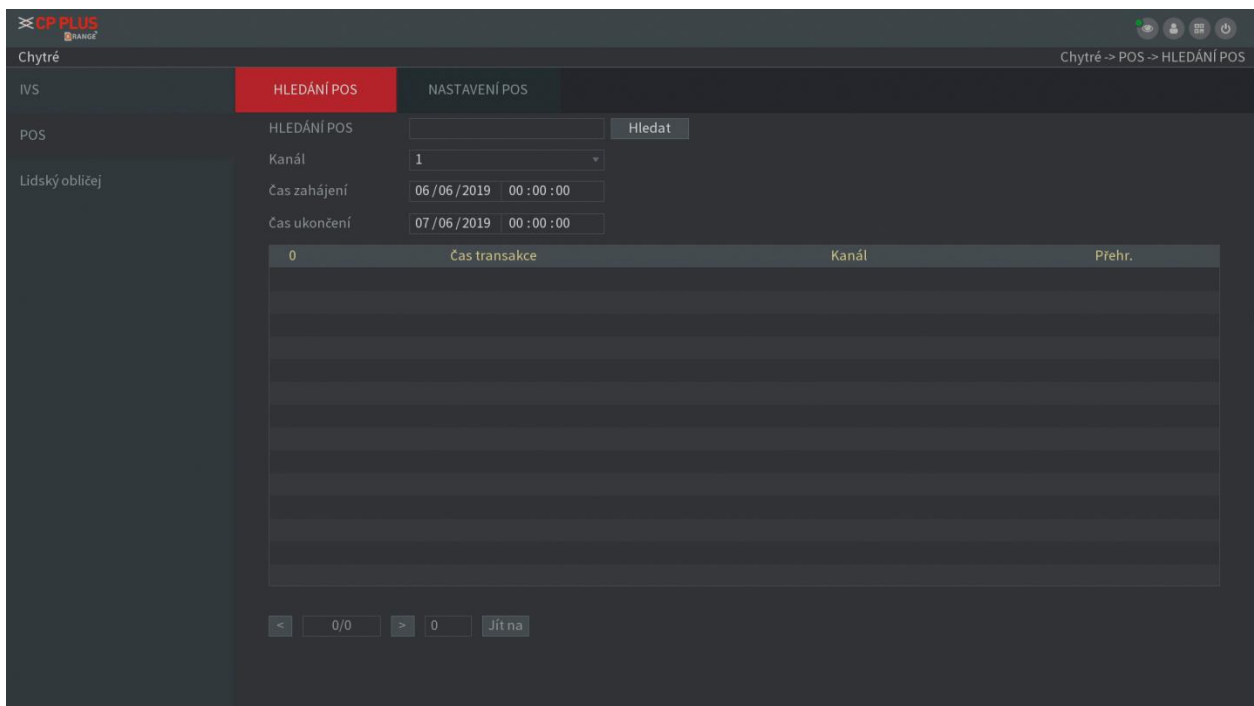 CP PLUS
ORANGE
Chytré
Chytré -> POS -> HLEDÁNÍ POS
IVS
HLEDÁNÍ POS
NASTAVENÍ POS
POS
HLEDÁNÍ POS
Hledat
Kanál
1
Lidský obličej
Čas zahájení
06/06/2019 00:00:00
Čas ukončení
07/06/2019 00:00:00
0 Čas transakce Kanál Přehr.
< 0/0 > 0 Jít na